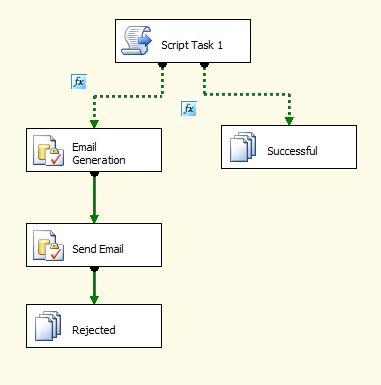 Script Task 1
fx
fx
Email
Generation
Successful
Send Email
Rejected